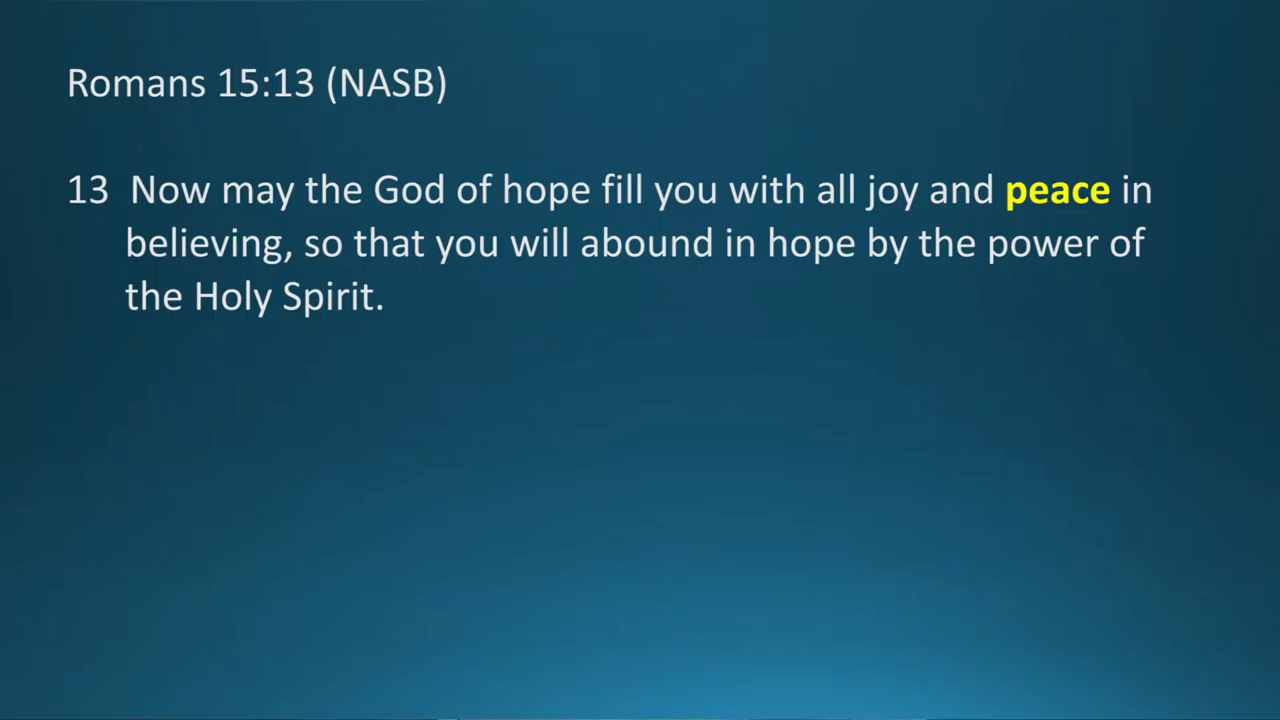 Romans 15:13 (NASB)
13 Now may the God of hope fill you with all joy and peace in
believing, so that you will abound in hope by the power of
the Holy Spirit.